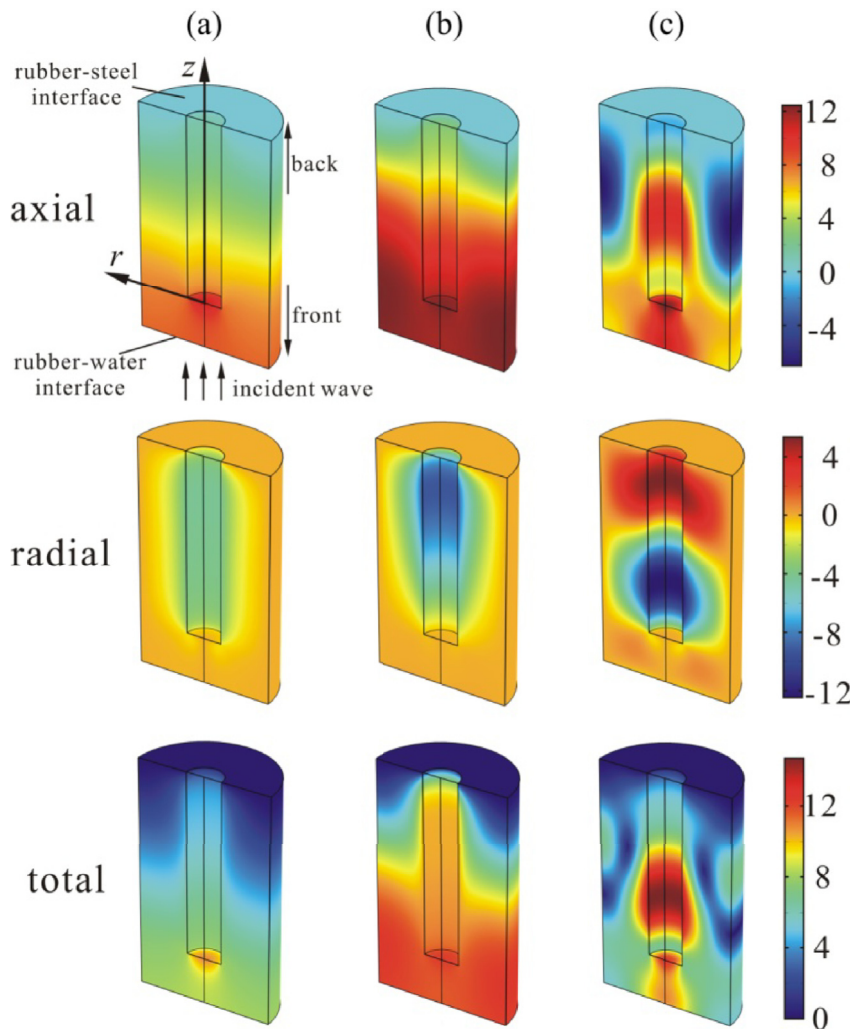 (a) (b) (c)
rubber-steel
interface
z
back
axial
r
front
rubber-water
interface
incident wave
12
8
4
0
-4
radial
4
0
-4
-8
-12
total
12
8
4
0